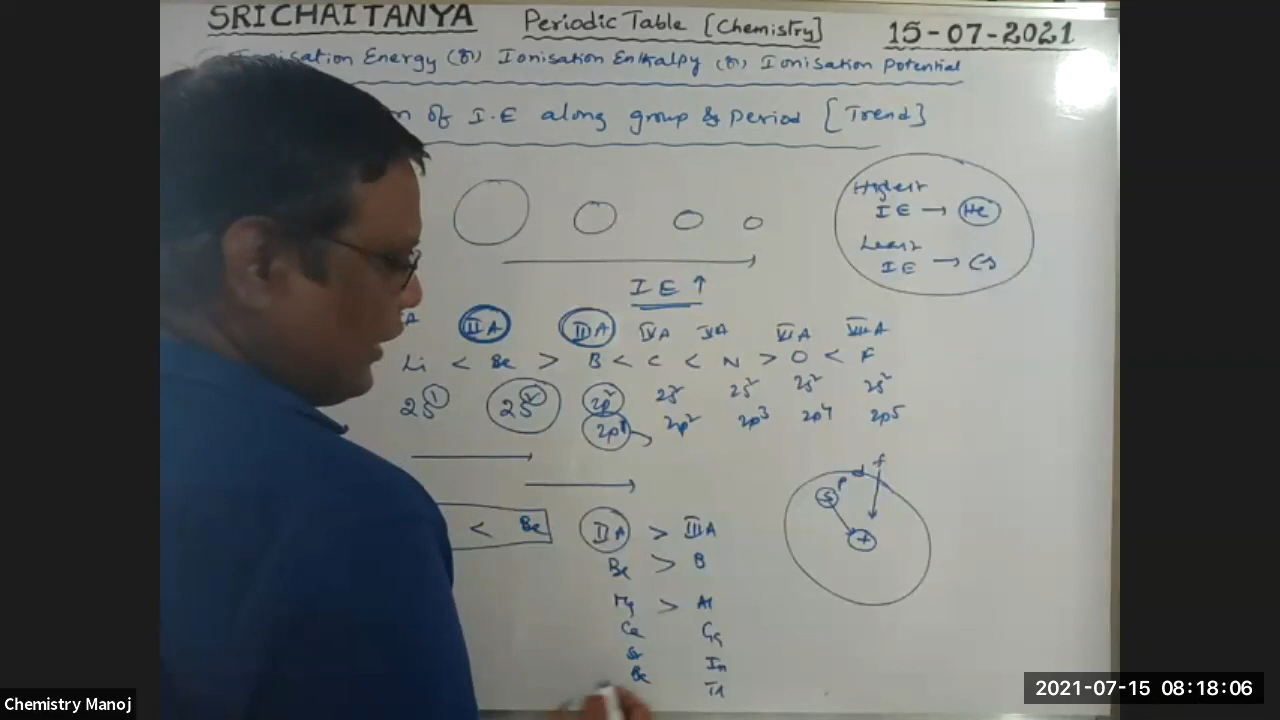 SRICHAITANYA Periodic Table [Chemistry] 15-07-2021
Ionisation Energy (or) Ionisation Enthalpy (or) Ionisation Potential
of I.E along group & Period [Trend]
Highest
IE → He
Least
IE → Cs
IE ↑
A IIA IIIA IVA VA VIA VIIA
Li < Be > B < C < N > O < F
2s1 2s2 2s2 2s2 2s2 2s2
2p1 2p2 2p3 2p4 2p5
s p d f
+
< Be
IIA > IIIA
Be > B
Mg > Al
Ca Ga
Sr In
Tl
Chemistry Manoj
2021-07-15 08:18:06